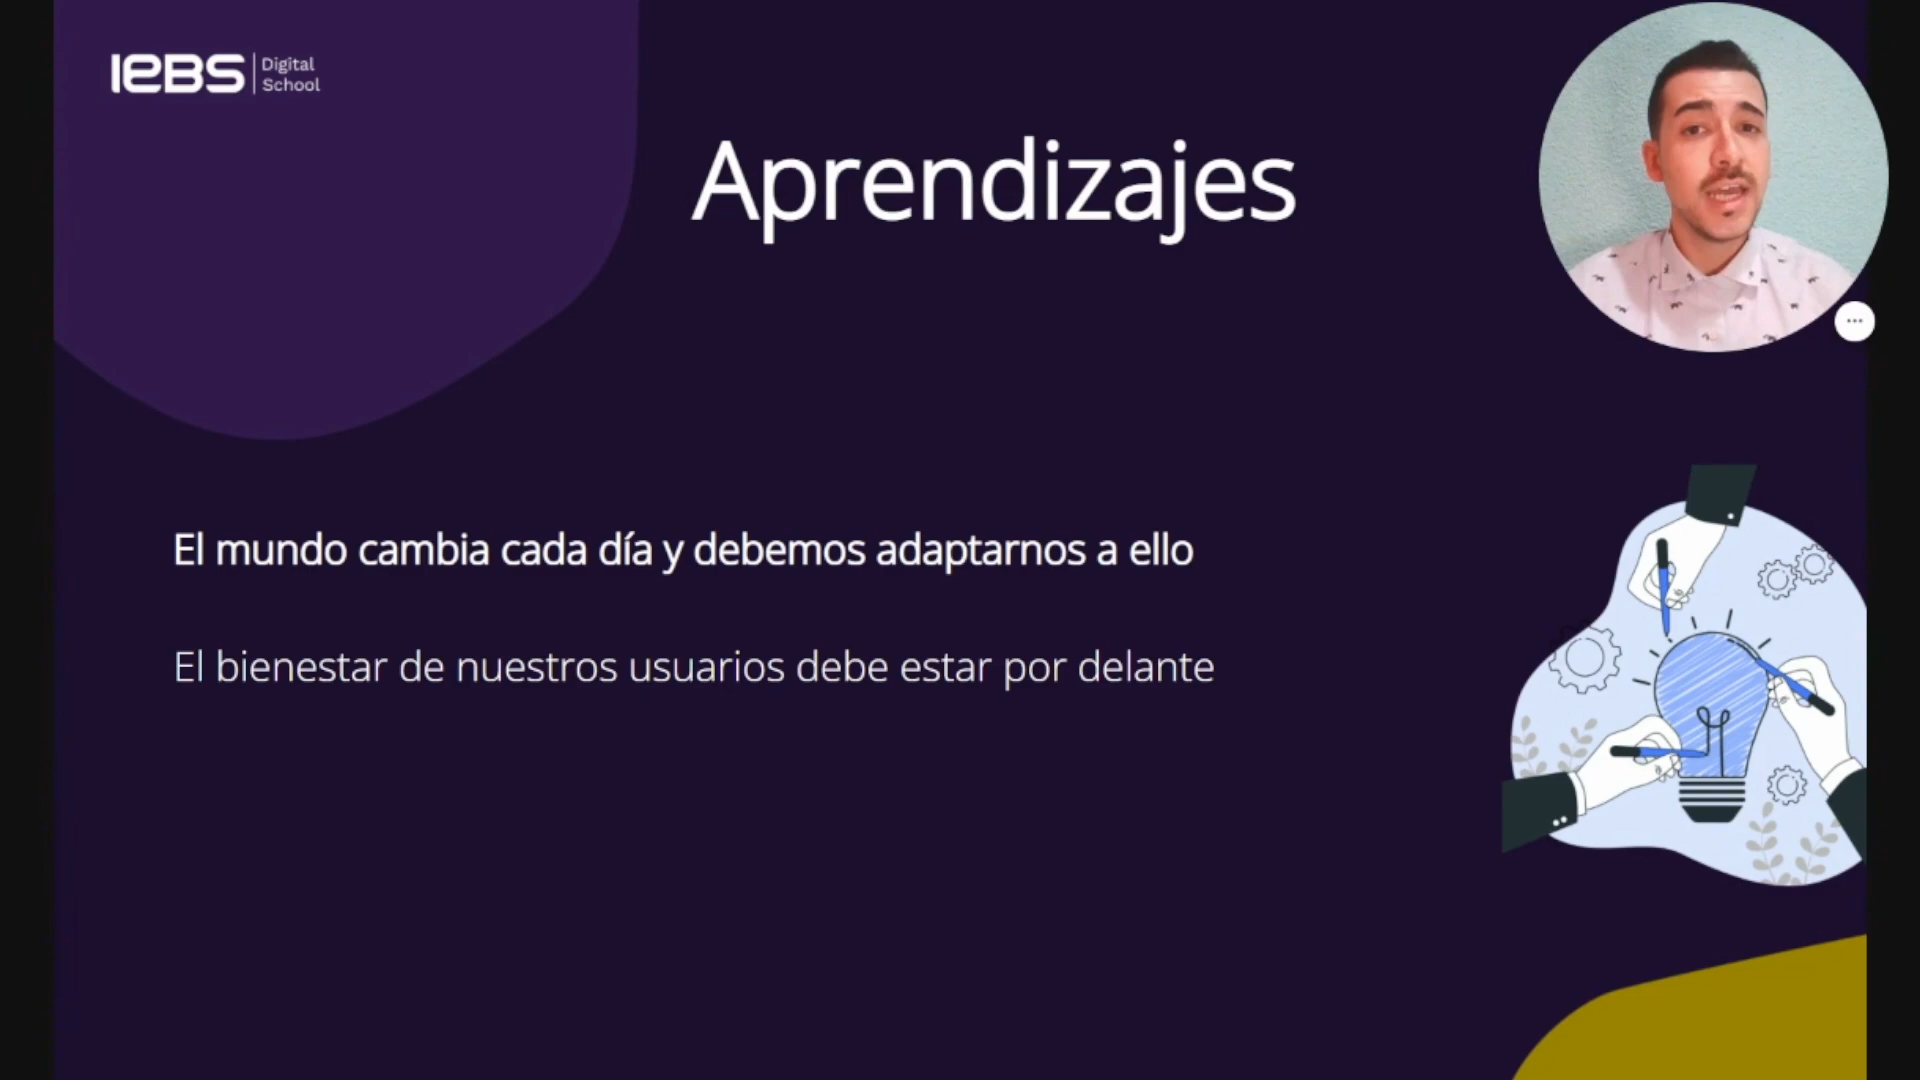 IEBS Digital
School
Aprendizajes
El mundo cambia cada día y debemos adaptarnos a ello
El bienestar de nuestros usuarios debe estar por delante